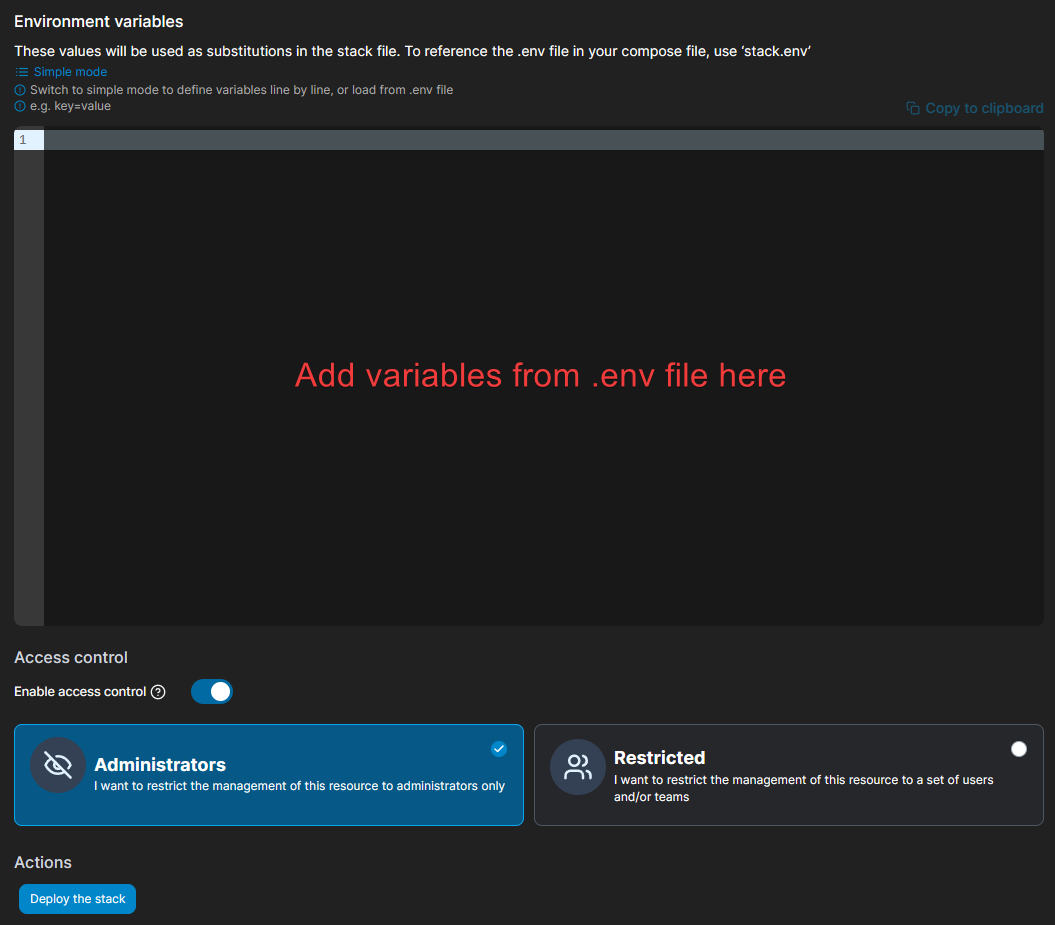 Environment variables
These values will be used as substitutions in the stack file. To reference the .env file in your compose file, use ‘stack.env’
Simple mode
Switch to simple mode to define variables line by line, or load from .env file
e.g. key=value
Copy to clipboard
1
Add variables from .env file here
Access control
Enable access control
Administrators
I want to restrict the management of this resource to administrators only
Restricted
I want to restrict the management of this resource to a set of users
and/or teams
Actions
Deploy the stack